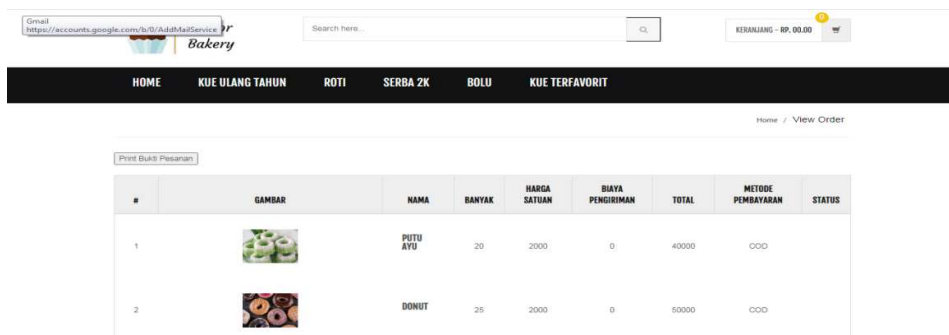 Gmail
https://accounts.google.com/b/0/AddMailService
Bakery
Search here...
KERANJANG - RP. 00.00
0
HOME KUE ULANG TAHUN ROTI SERBA 2K BOLU KUE TERFAVORIT
Home / View Order
Print Bukti Pesanan
# GAMBAR NAMA BANYAK HARGA SATUAN BIAYA PENGIRIMAN TOTAL METODE PEMBAYARAN STATUS
1 PUTU AYU 20 2000 0 40000 COD
2 DONUT 25 2000 0 50000 COD